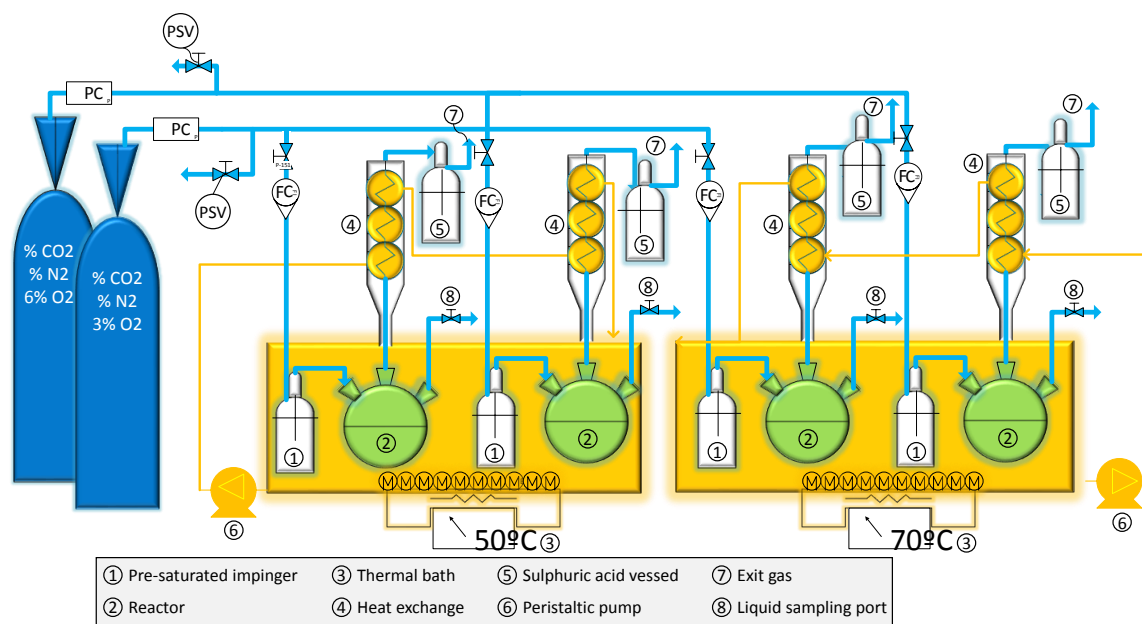 PSV
PC P
PC P
PSV
P-151
FC=
FC=
FC=
FC=
7
7
7
7
4
4
4
4
5
5
5
5
% CO2
% N2
6% O2
% CO2
% N2
3% O2
8
8
8
8
1
2
1
2
1
2
1
2
M M M M M M M M M M
M M M M M M M M M M
6
6
50ºC 3
70ºC 3
1 Pre-saturated impinger
3 Thermal bath
5 Sulphuric acid vessed
7 Exit gas
2 Reactor
4 Heat exchange
6 Peristaltic pump
8 Liquid sampling port